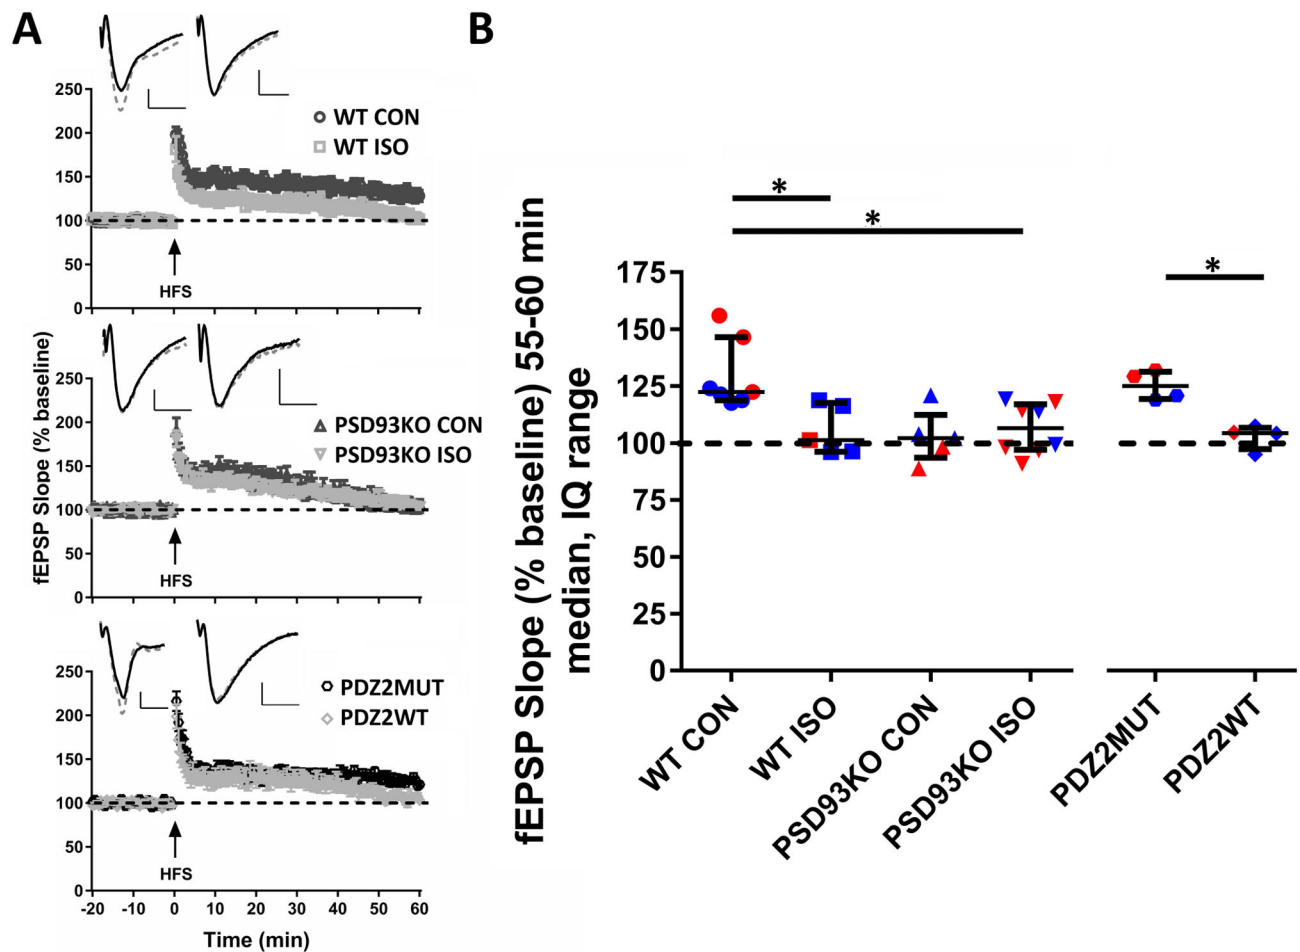 A
250
200
150
100
50
0
WT CON
WT ISO
HFS
fEPSP Slope (% baseline)
250
200
150
100
50
0
PSD93KO CON
PSD93KO ISO
HFS
250
200
150
100
50
0
PDZ2MUT
PDZ2WT
HFS
-20 -10 0 10 20 30 40 50 60
Time (min)
B
fEPSP Slope (% baseline) 55-60 min
median, IQ range
*
*
*
175
150
125
100
75
50
25
0
WT CON
WT ISO
PSD93KO CON
PSD93KO ISO
PDZ2MUT
PDZ2WT